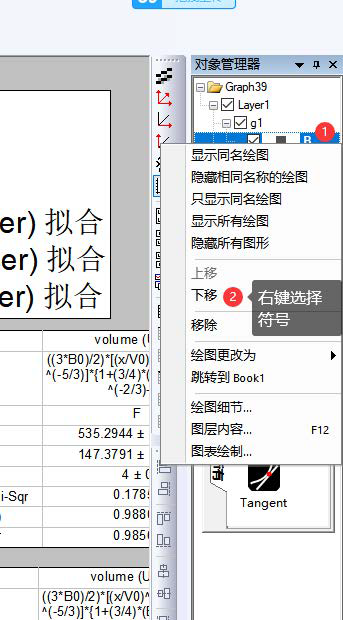 对象管理器
Graph39
Layer1
g1
1
显示同名绘图
隐藏相同名称的绘图
只显示同名绘图
显示所有绘图
隐藏所有图形
上移
下移
2
右键选择
符号
移除
绘图更改为
跳转到 Book1
绘图细节...
图层内容... F12
图表绘制...
Tangent
er) 拟合
er) 拟合
er) 拟合
volume (U
((3*B0)/2)*[(x/V0)
^(-5/3)]*{1+(3/4)*(
^(-2/3)-
F
535.2944 ±
147.3791 ±
4 ± 0
i-Sqr 0.178
0.988
0.985
volume (U
((3*B0)/2)*[(x/V0)^
^(-5/3)]*{1+(3/4)*(B